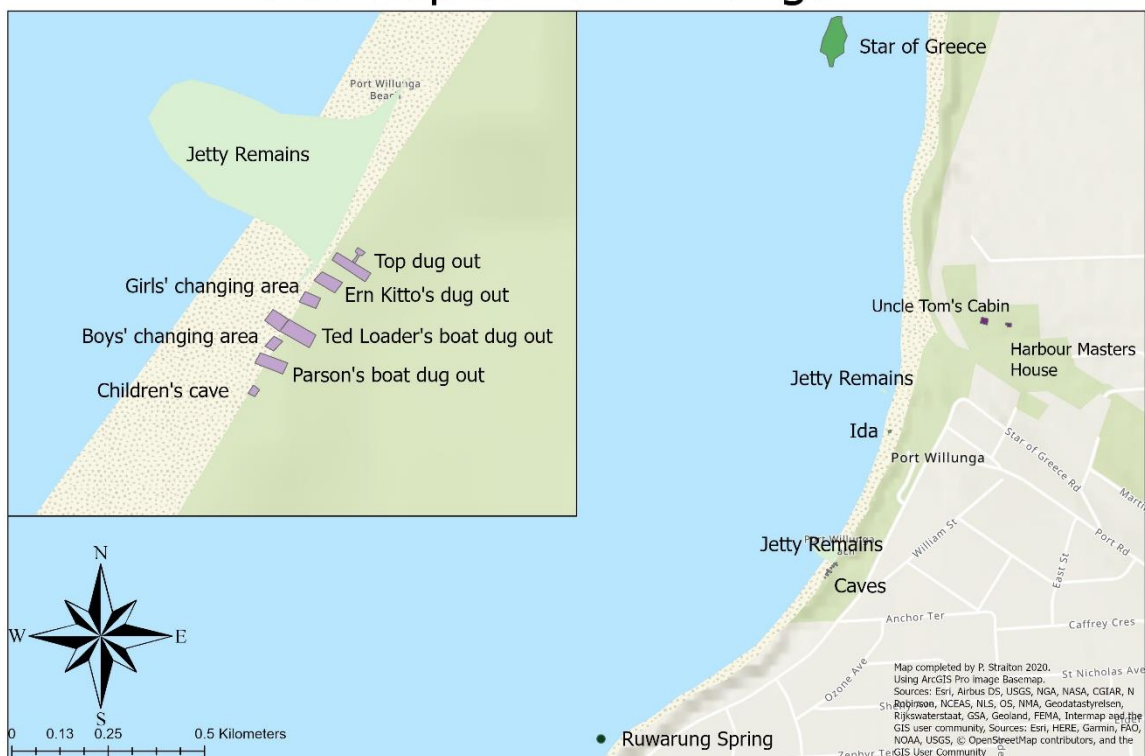 Port Willunga
Beach
Jetty Remains
Top dug out
Girls' changing area
Ern Kitto's dug out
Boys' changing area
Ted Loader's boat dug out
Parson's boat dug out
Children's cave
Star of Greece
Uncle Tom's Cabin
Harbour Masters
House
Jetty Remains
Ida
Port Willunga
Star of Greece Rd
William St
Port Rd
East St
Jetty Remains
Caves
Anchor Ter
Caffrey Cres
Ozone Ave
St Nicholas Ave
Zephyr Ter
Ruwarung Spring
N
W
E
S
0 0.13 0.25 0.5 Kilometers
Map completed by P. Straiton 2020.
Using ArcGIS Pro image Basemap.
Sources: Esri, Airbus DS, USGS, NGA, NASA, CGIAR, N
Robinson, NCEAS, NLS, OS, NMA, Geodatastyrelsen,
Rijkswaterstaat, GSA, Geoland, FEMA, Intermap and the
GIS user community, Sources: Esri, HERE, Garmin, FAO,
NOAA, USGS, © OpenStreetMap contributors, and the
GIS User Community